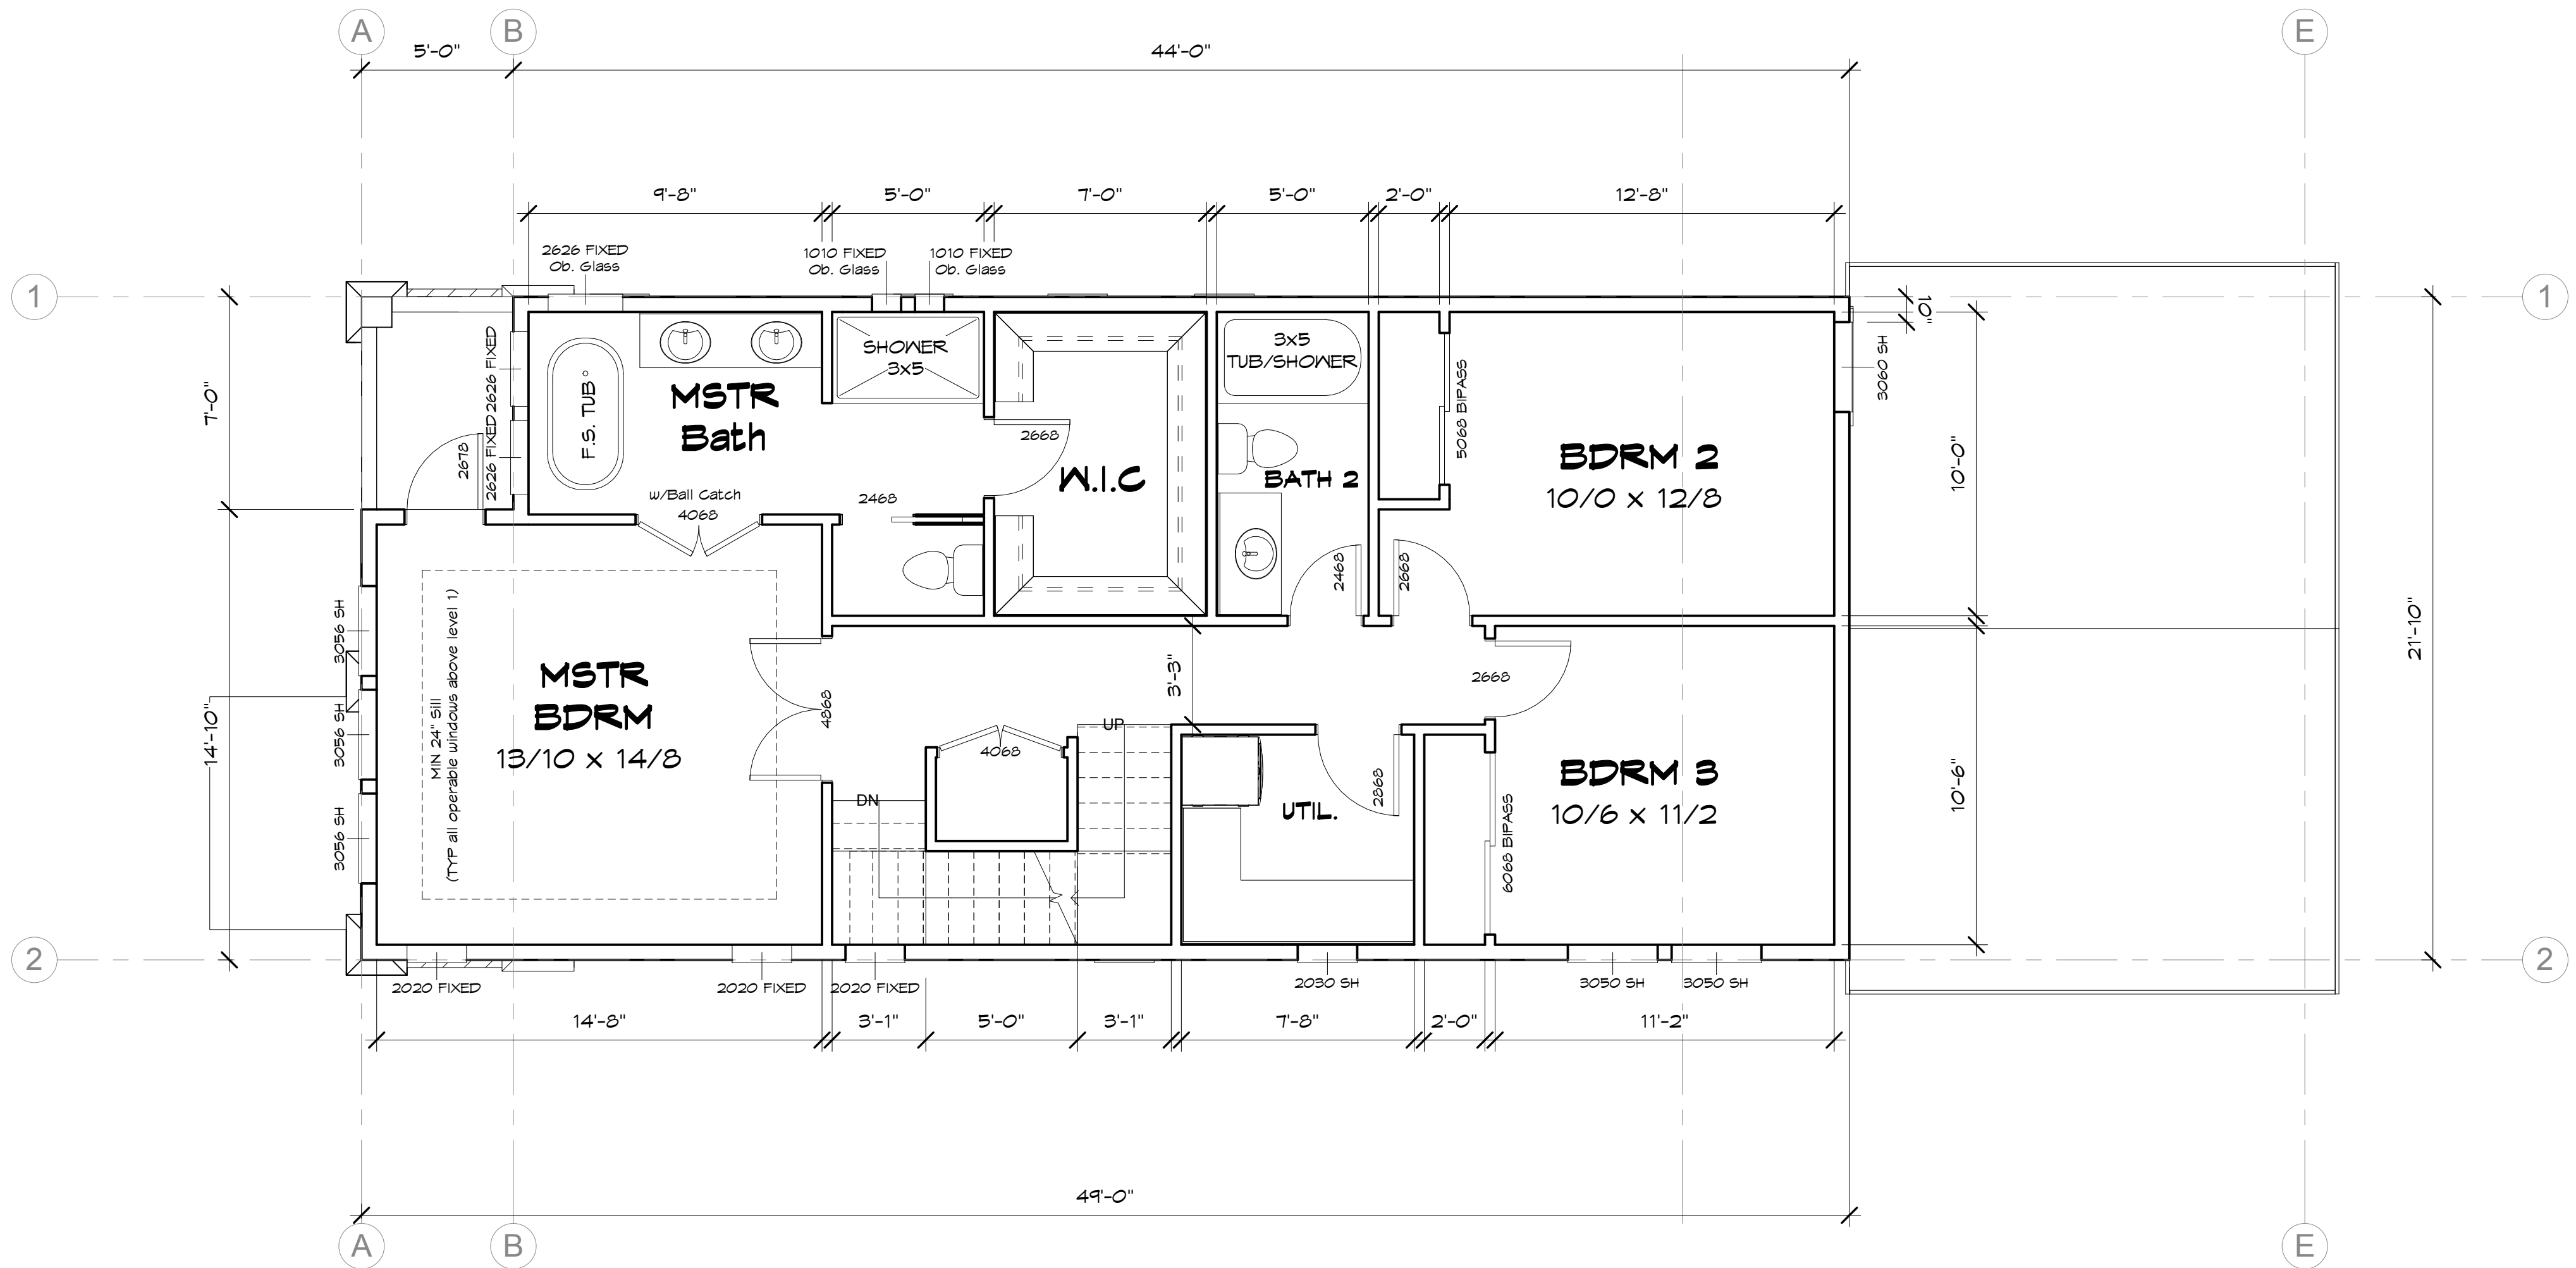 A
B
E
5'-0"
44'-0"
9'-8"
5'-0"
7'-0"
5'-0"
2'-0"
12'-8"
2626 FIXED
Ob. Glass
1010 FIXED
Ob. Glass
1010 FIXED
Ob. Glass
1
1
10"
7'-0"
2626 FIXED
2626 FIXED
2678
F.S. TUB
MSTR
Bath
SHOWER
3x5
2668
W.I.C
3x5
TUB/SHOWER
BATH 2
5068 BIPASS
BDRM 2
10/0 x 12/8
3060 SH
10'-0"
w/Ball Catch
4068
2468
2468
2668
21'-10"
14'-10"
3056 SH
3056 SH
3056 SH
MIN 24" Sill
(TYP all operable windows above level 1)
MSTR
BDRM
13/10 x 14/8
4868
3'-3"
2668
UP
4068
DN
UTIL.
2868
6068 BIPASS
BDRM 3
10/6 x 11/2
10'-6"
2
2
2020 FIXED
2020 FIXED
2020 FIXED
2030 SH
3050 SH
3050 SH
14'-8"
3'-1"
5'-0"
3'-1"
7'-8"
2'-0"
11'-2"
49'-0"
A
B
E